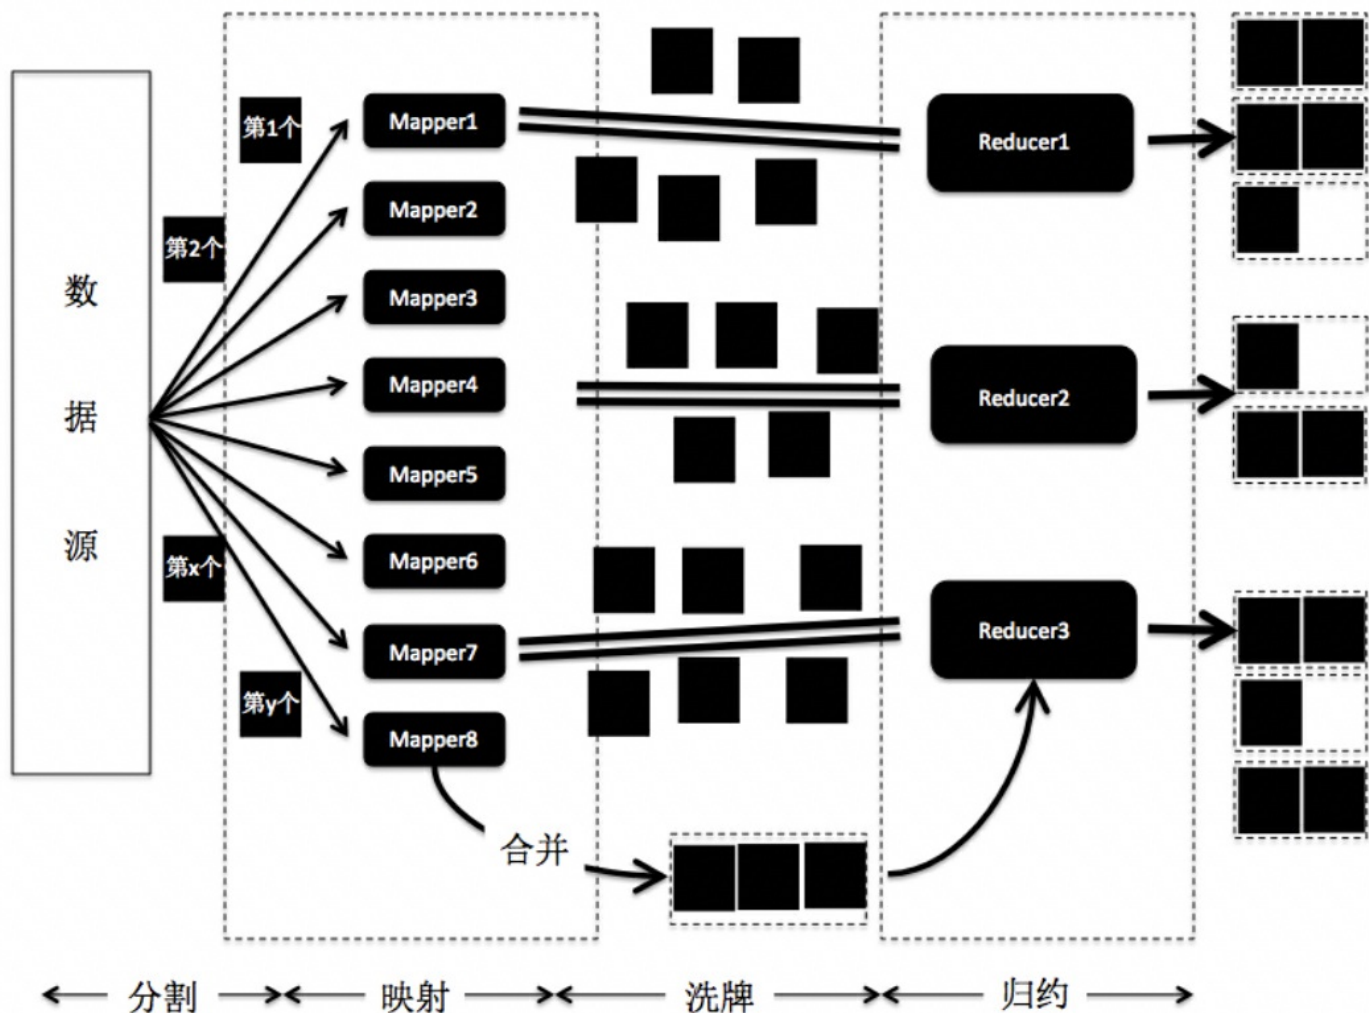 数
据
源
第1个
第2个
第x个
第y个
Mapper1
Mapper2
Mapper3
Mapper4
Mapper5
Mapper6
Mapper7
Mapper8
合并
Reducer1
Reducer2
Reducer3
分割
映射
洗牌
归约